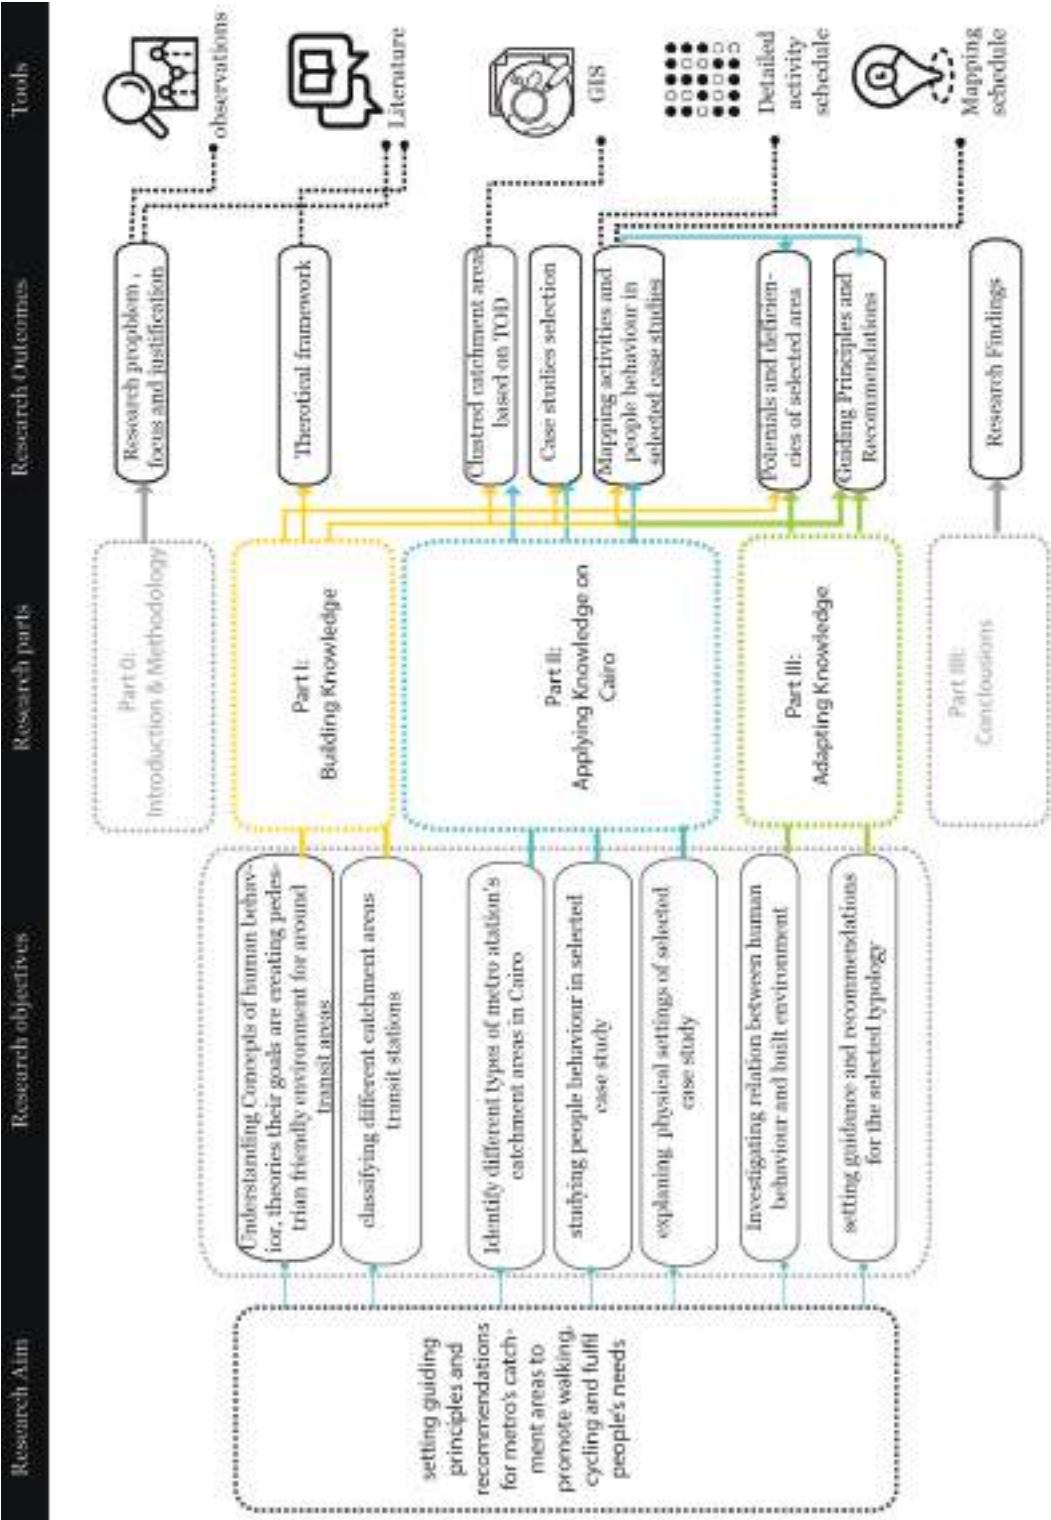 Research Aim
Research objectives
Research parts
Research Outcomes
Tools
setting guiding
principles and
recommendations
for metro's catch-
ment areas to
promote walking,
cycling and fulfil
people's needs
Understanding Concepts of human behav-
ior, theories their goals are creating pedes-
trian friendly environment for around
transit areas
classifying different catchment areas
transit stations
Identify different types of metro atation's
catchment areas in Cairo
studying people behaviour in selected
case study
explaning physical settings of selected
case study
Investigating relation between human
behaviour and built environment
setting guidance and recommendations
for the selected typology
Part 0:
Introduction & Methodology
Part I:
Building Knowledge
Part II:
Applying Knowledge on
Cairo
Part III:
Adapting Knowledge
Part IIII:
Conclousions
Research propblem ,
focus and justification
Therotical framework
Clustred catchment areas
based on TOD
Case studies selection
Mapping activities and
people behaviour in
selected case studies
Potenials and deficien-
cies of selected area
Guiding Principles and
Recommendations
Research Findings
observations
Literature
GIS
Detailed
activity
schedule
Mapping
schedule